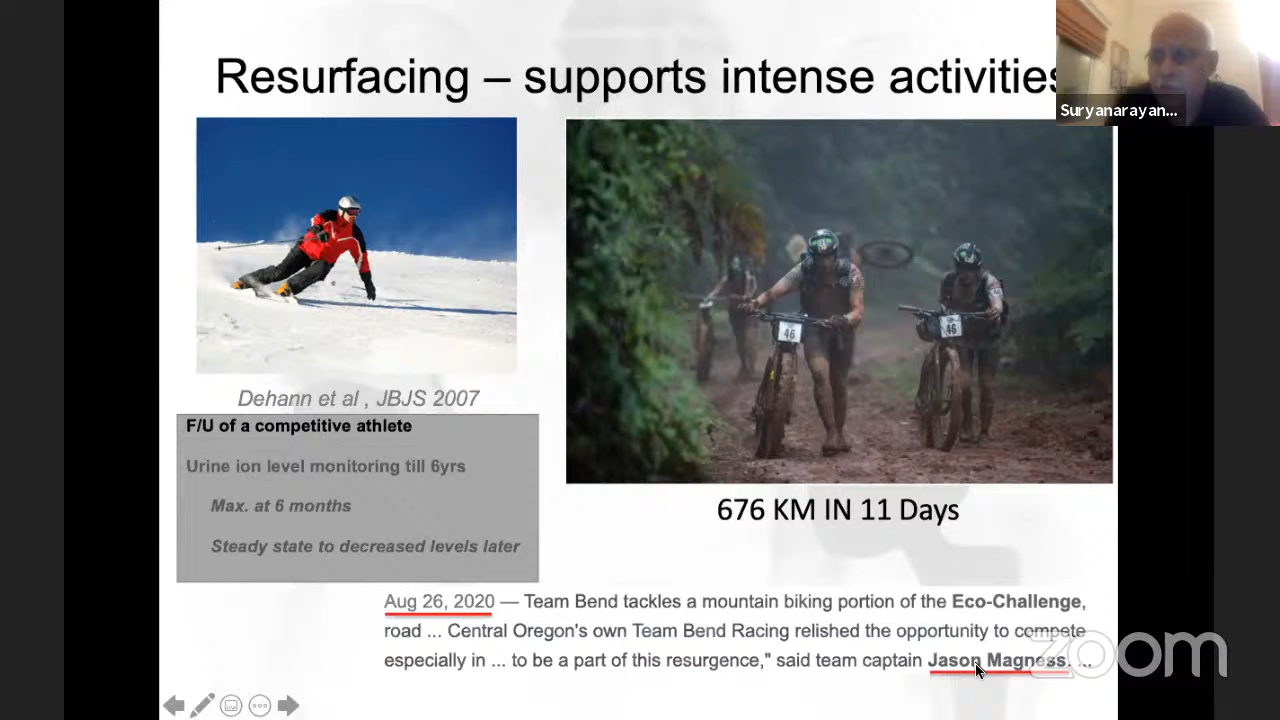 Resurfacing – supports intense activities
Suryanarayan...
46
46
Dehann et al , JBJS 2007
F/U of a competitive athlete
Urine ion level monitoring till 6yrs
Max. at 6 months
Steady state to decreased levels later
676 KM IN 11 Days
Aug 26, 2020 — Team Bend tackles a mountain biking portion of the Eco-Challenge,
road ... Central Oregon's own Team Bend Racing relished the opportunity to compete
especially in ... to be a part of this resurgence," said team captain Jason Magness. ...
zoom